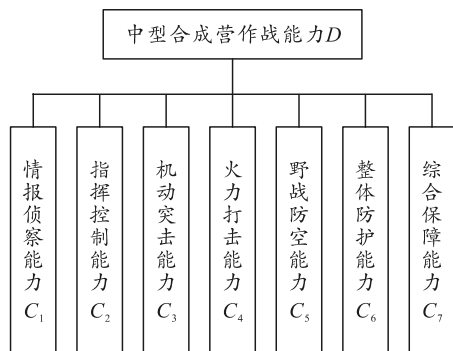 中型合成营作战能力D
情报侦察能力C₁
指挥控制能力C₂
机动突击能力C₃
火力打击能力C₄
野战防空能力C₅
整体防护能力C₆
综合保障能力C₇